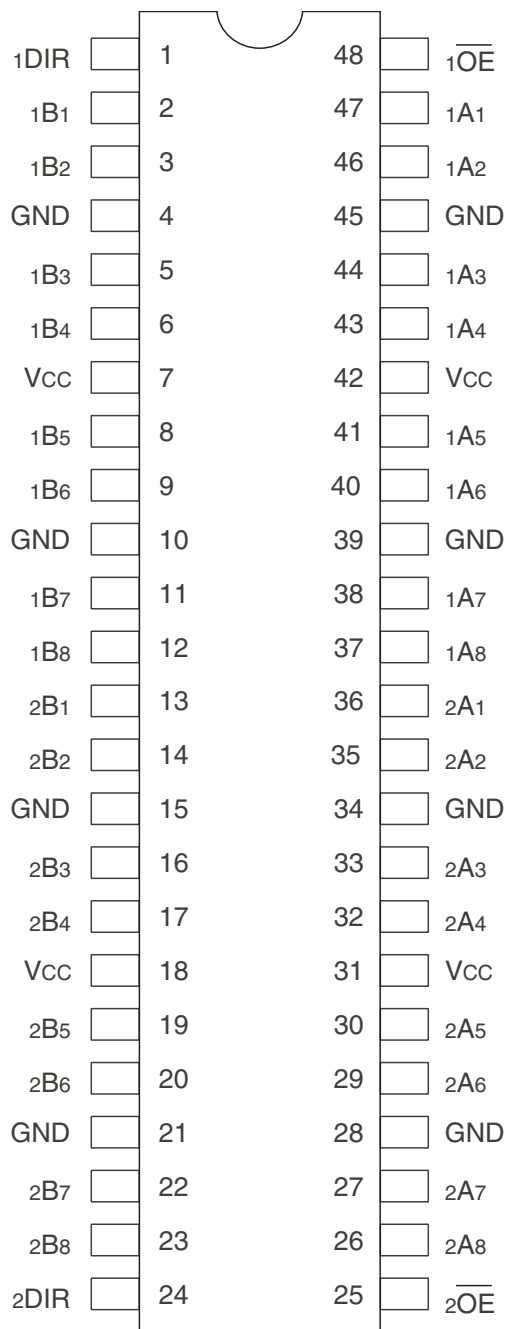 1DIR 1 48 1O̅E̅
1B1 2 47 1A1
1B2 3 46 1A2
GND 4 45 GND
1B3 5 44 1A3
1B4 6 43 1A4
VCC 7 42 VCC
1B5 8 41 1A5
1B6 9 40 1A6
GND 10 39 GND
1B7 11 38 1A7
1B8 12 37 1A8
2B1 13 36 2A1
2B2 14 35 2A2
GND 15 34 GND
2B3 16 33 2A3
2B4 17 32 2A4
VCC 18 31 VCC
2B5 19 30 2A5
2B6 20 29 2A6
GND 21 28 GND
2B7 22 27 2A7
2B8 23 26 2A8
2DIR 24 25 2O̅E̅